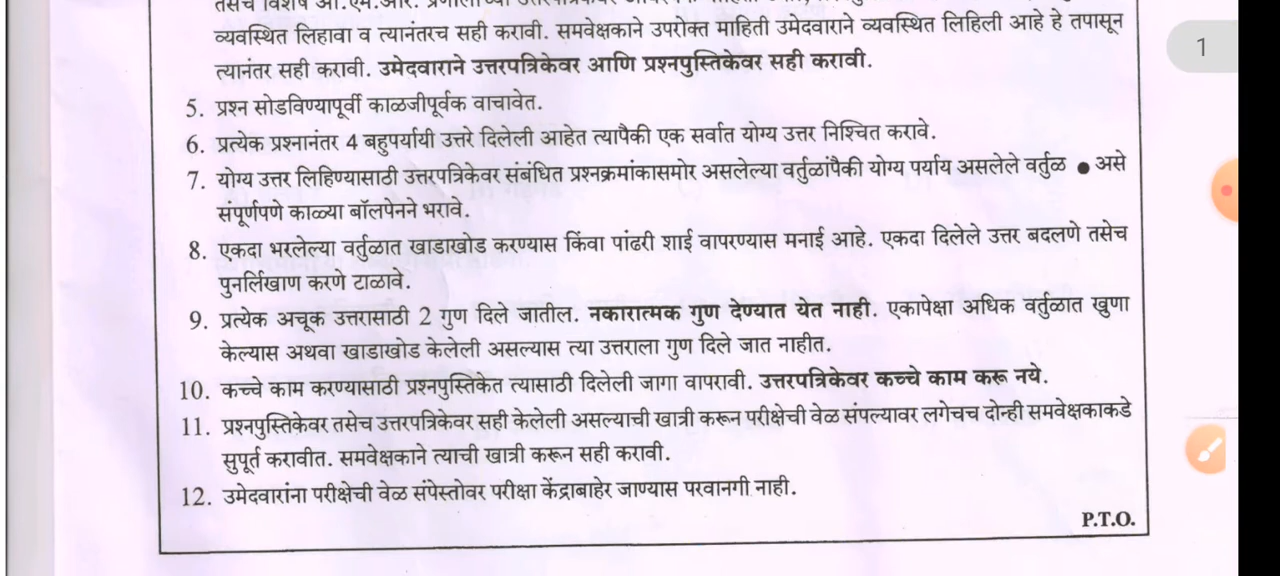 तसेच विशेष ओ.एम.आर. प्रणालीच्या
व्यवस्थित लिहावा व त्यानंतरच सही करावी. समवेक्षकाने उपरोक्त माहिती उमेदवाराने व्यवस्थित लिहिली आहे हे तपासून
त्यानंतर सही करावी. उमेदवाराने उत्तरपत्रिकेवर आणि प्रश्नपुस्तिकेवर सही करावी.
5. प्रश्न सोडविण्यापूर्वी काळजीपूर्वक वाचावेत.
6. प्रत्येक प्रश्नानंतर 4 बहुपर्यायी उत्तरे दिलेली आहेत त्यापैकी एक सर्वात योग्य उत्तर निश्चित करावे.
7. योग्य उत्तर लिहिण्यासाठी उत्तरपत्रिकेवर संबंधित प्रश्नक्रमांकासमोर असलेल्या वर्तुळांपैकी योग्य पर्याय असलेले वर्तुळ ● असे
संपूर्णपणे काळ्या बॉलपेनने भरावे.
8. एकदा भरलेल्या वर्तुळात खाडाखोड करण्यास किंवा पांढरी शाई वापरण्यास मनाई आहे. एकदा दिलेले उत्तर बदलणे तसेच
पुनर्लिखाण करणे टाळावे.
9. प्रत्येक अचूक उत्तरासाठी 2 गुण दिले जातील. नकारात्मक गुण देण्यात येत नाही. एकापेक्षा अधिक वर्तुळात खुणा
केल्यास अथवा खाडाखोड केलेली असल्यास त्या उत्तराला गुण दिले जात नाहीत.
10. कच्चे काम करण्यासाठी प्रश्नपुस्तिकेत त्यासाठी दिलेली जागा वापरावी. उत्तरपत्रिकेवर कच्चे काम करू नये.
11. प्रश्नपुस्तिकेवर तसेच उत्तरपत्रिकेवर सही केलेली असल्याची खात्री करून परीक्षेची वेळ संपल्यावर लगेचच दोन्ही समवेक्षकाकडे
सुपूर्त करावीत. समवेक्षकाने त्याची खात्री करून सही करावी.
12. उमेदवारांना परीक्षेची वेळ संपेस्तोवर परीक्षा केंद्राबाहेर जाण्यास परवानगी नाही.
P.T.O.
1